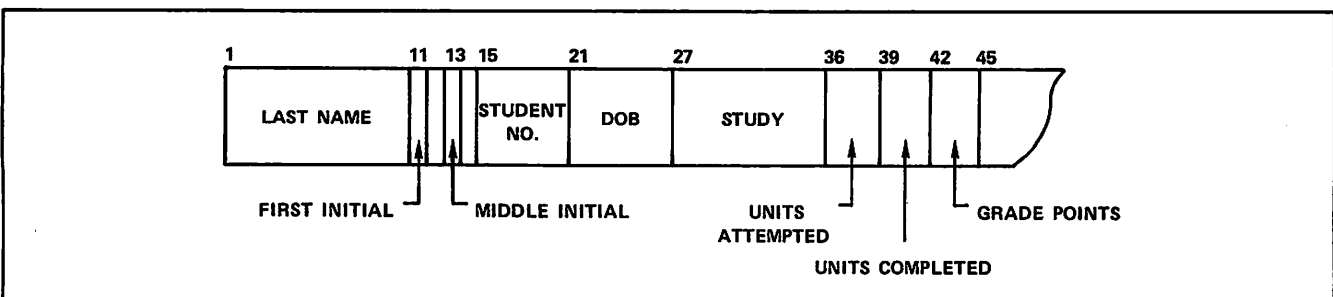 1 11 13 15 21 27 36 39 42 45
LAST NAME
STUDENT
NO.
DOB
STUDY
FIRST INITIAL
MIDDLE INITIAL
UNITS
ATTEMPTED
GRADE POINTS
UNITS COMPLETED